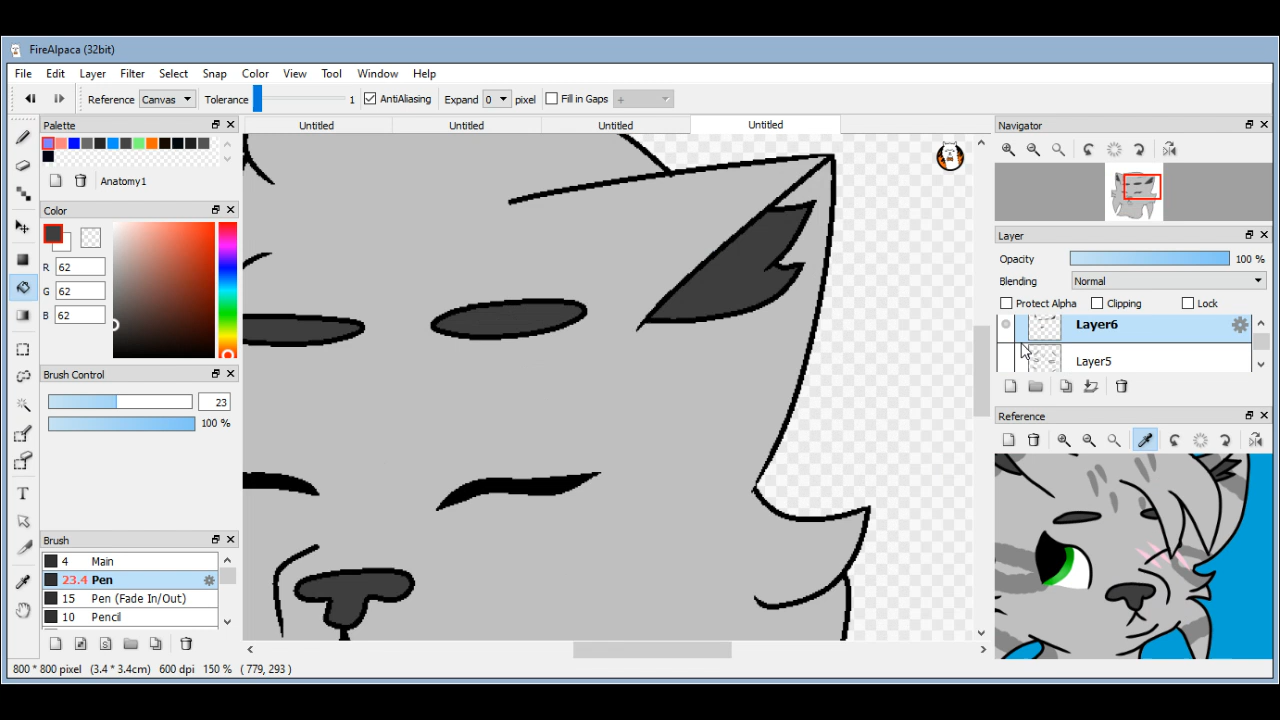 FireAlpaca (32bit)
File Edit Layer Filter Select Snap Color View Tool Window Help
Reference Canvas Tolerance 1 AntiAliasing Expand 0 pixel Fill in Gaps +
Palette
Anatomy1
Color
R 62
G 62
B 62
Brush Control
23
100 %
Brush
4 Main
23.4 Pen
15 Pen (Fade In/Out)
10 Pencil
Untitled Untitled Untitled Untitled
Navigator
Layer
Opacity 100 %
Blending Normal
Protect Alpha Clipping Lock
Layer6
Layer5
Reference
800 * 800 pixel (3.4 * 3.4cm) 600 dpi 150 % ( 779, 293 )